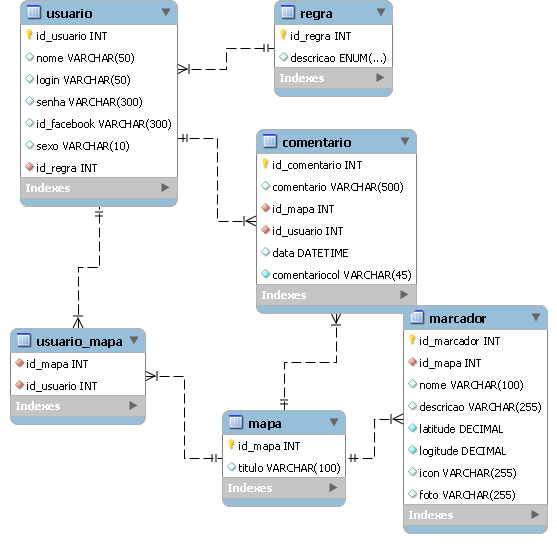 usuario
id_usuario INT
nome VARCHAR(50)
login VARCHAR(50)
senha VARCHAR(300)
id_facebook VARCHAR(300)
sexo VARCHAR(10)
id_regra INT
Indexes
regra
id_regra INT
descricao ENUM(...)
Indexes
comentario
id_comentario INT
comentario VARCHAR(500)
id_mapa INT
id_usuario INT
data DATETIME
comentariocol VARCHAR(45)
Indexes
usuario_mapa
id_mapa INT
id_usuario INT
Indexes
mapa
id_mapa INT
titulo VARCHAR(100)
Indexes
marcador
id_marcador INT
id_mapa INT
nome VARCHAR(100)
descricao VARCHAR(255)
latitude DECIMAL
logitude DECIMAL
icon VARCHAR(255)
foto VARCHAR(255)
Indexes